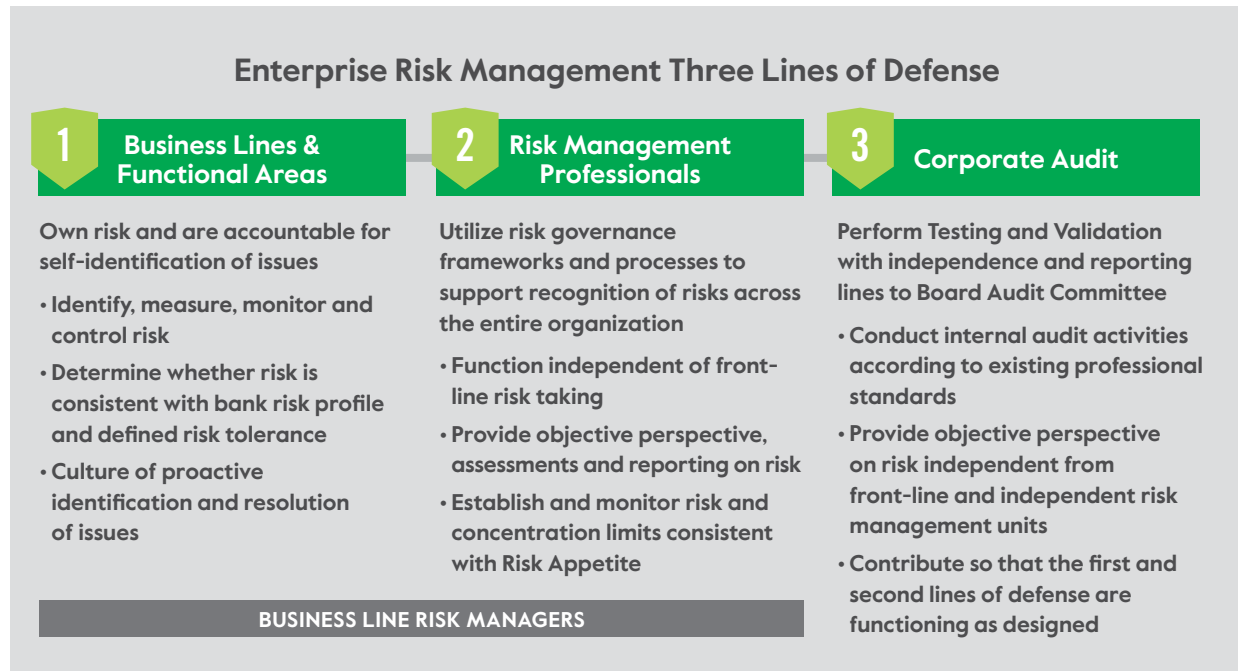 Enterprise Risk Management Three Lines of Defense
1
Business Lines &
Functional Areas
Own risk and are accountable for
self-identification of issues
• Identify, measure, monitor and
control risk
• Determine whether risk is
consistent with bank risk profile
and defined risk tolerance
• Culture of proactive
identification and resolution
of issues
2
Risk Management
Professionals
Utilize risk governance
frameworks and processes to
support recognition of risks across
the entire organization
• Function independent of front-
line risk taking
• Provide objective perspective,
assessments and reporting on risk
• Establish and monitor risk and
concentration limits consistent
with Risk Appetite
BUSINESS LINE RISK MANAGERS
3
Corporate Audit
Perform Testing and Validation
with independence and reporting
lines to Board Audit Committee
• Conduct internal audit activities
according to existing professional
standards
• Provide objective perspective
on risk independent from
front-line and independent risk
management units
• Contribute so that the first and
second lines of defense are
functioning as designed